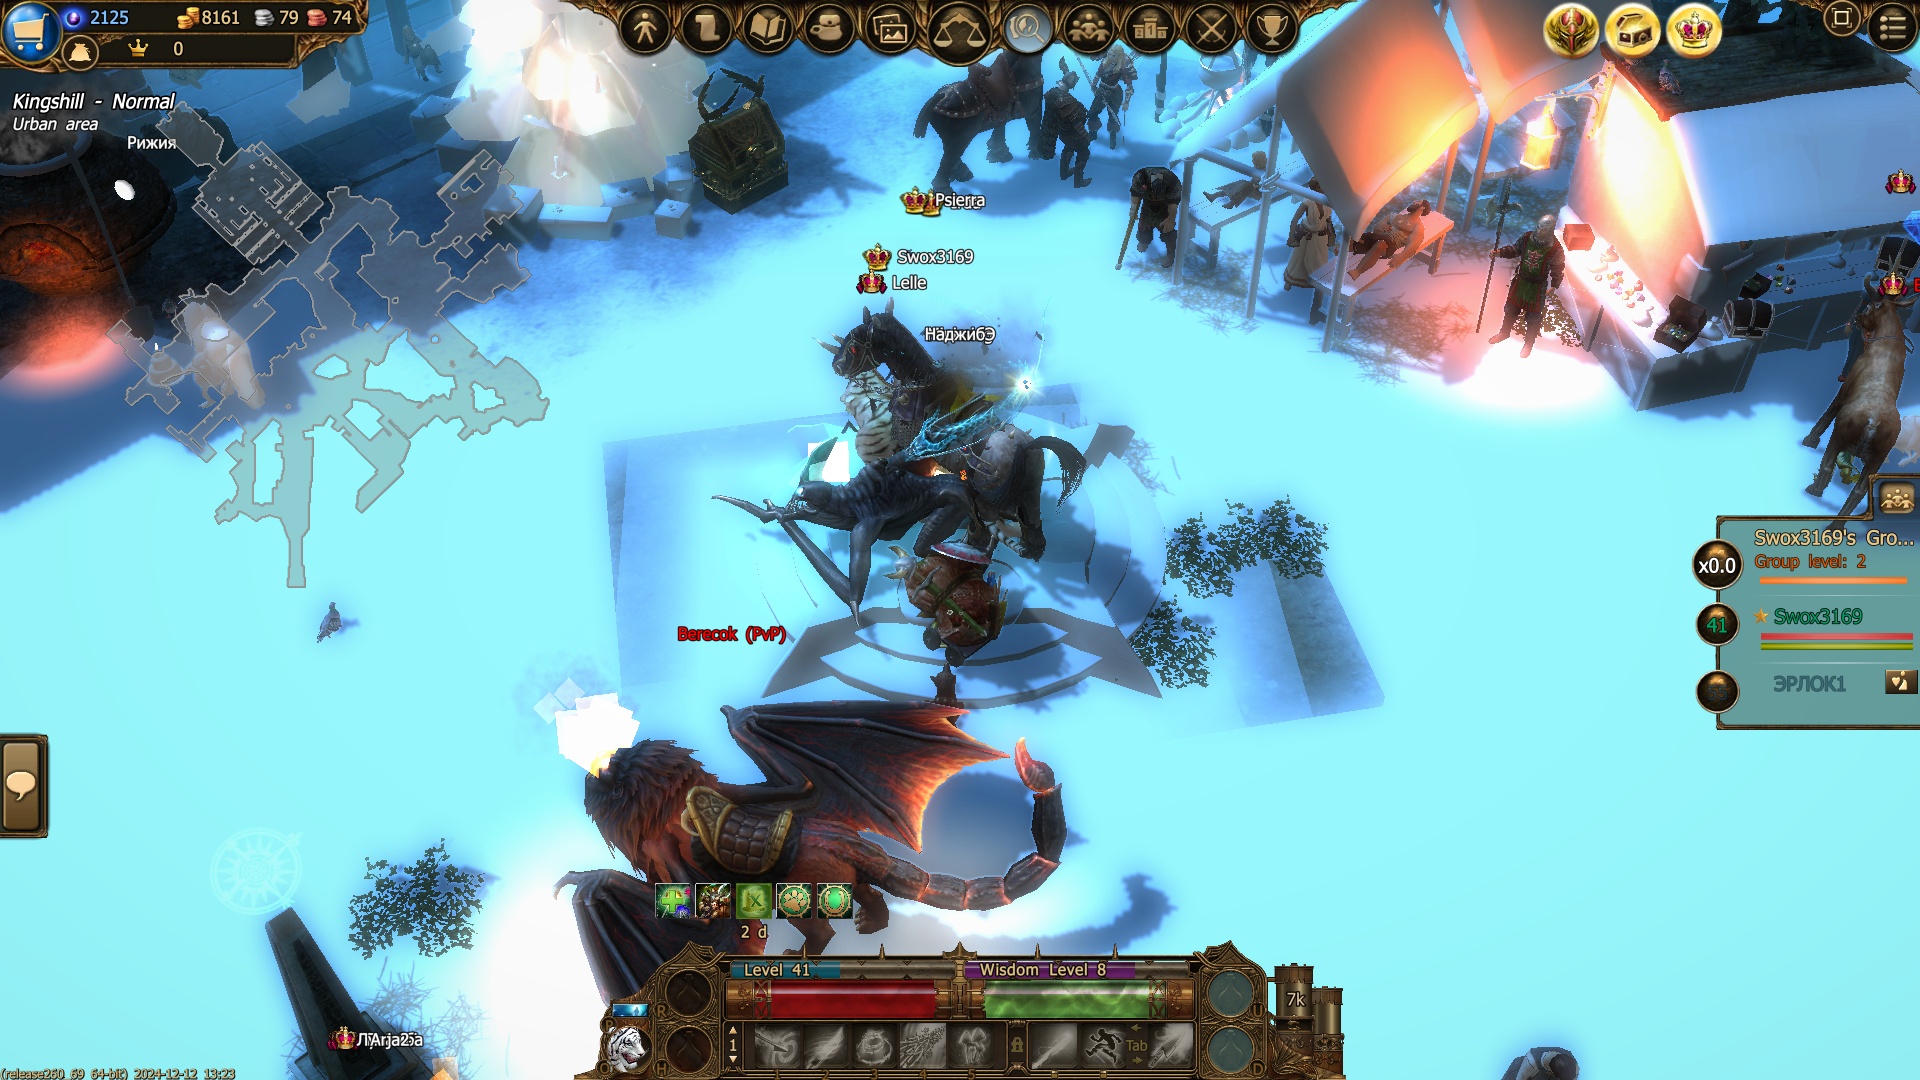 2125
8161
79
74
0
Kingshill - Normal
Urban area
Рижия
Psierra
Swox3169
Lelle
НаджибЭ
Swox3169's Gro...
x0.0
Group level: 2
41
Swox3169
ЭРЛОК1
Berecok (PvP)
2 d
Level 41
Wisdom Level 8
7k
R
U
1
Tab
H
D
(release260_69 64-bit) 2024-12-12 13:23